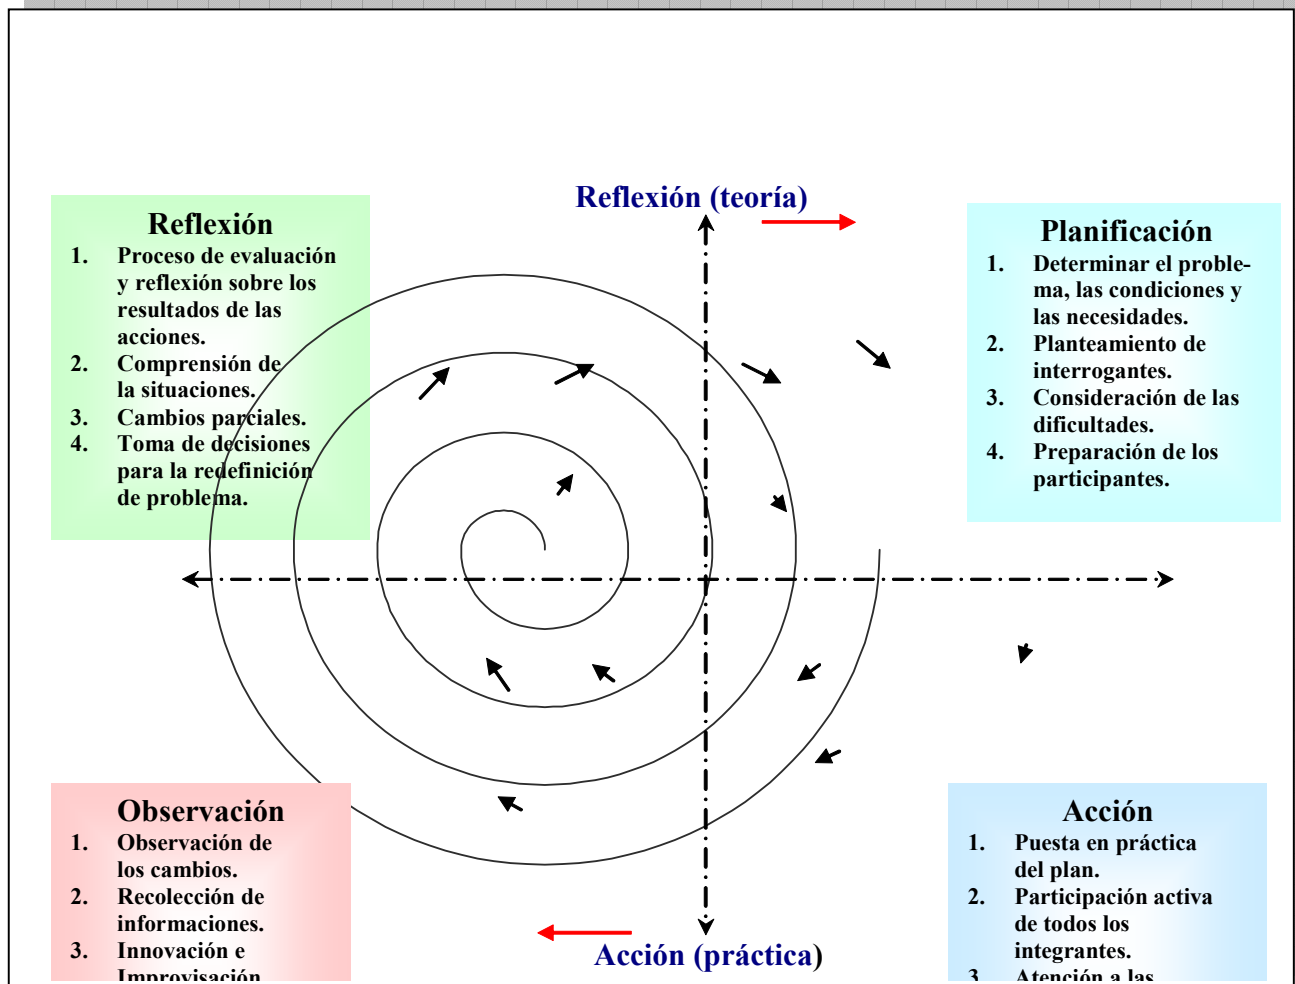 Reflexión (teoría)
Reflexión
1. Proceso de evaluación
y reflexión sobre los
resultados de las
acciones.
2. Comprensión de
la situaciones.
3. Cambios parciales.
4. Toma de decisiones
para la redefinición
de problema.
Planificación
1. Determinar el proble-
ma, las condiciones y
las necesidades.
2. Planteamiento de
interrogantes.
3. Consideración de las
dificultades.
4. Preparación de los
participantes.
Observación
1. Observación de
los cambios.
2. Recolección de
informaciones.
3. Innovación e
Improvisación
Acción
1. Puesta en práctica
del plan.
2. Participación activa
de todos los
integrantes.
3. Atención a las
Acción (práctica)